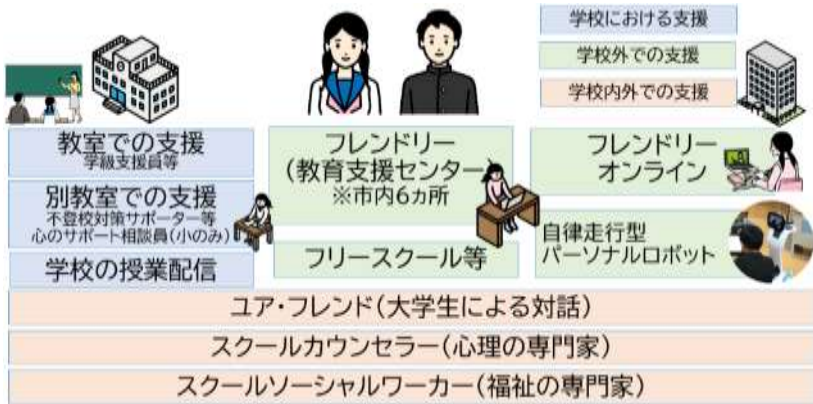 学校における支援
学校外での支援
学校内外での支援
教室での支援
学級支援員等
別教室での支援
不登校対策サポーター等
心のサポート相談員(小のみ)
学校の授業配信
フレンドリー
(教育支援センター)
※市内6ヵ所
フリースクール等
フレンドリー
オンライン
自律走行型
パーソナルロボット
ユア・フレンド(大学生による対話)
スクールカウンセラー(心理の専門家)
スクールソーシャルワーカー(福祉の専門家)